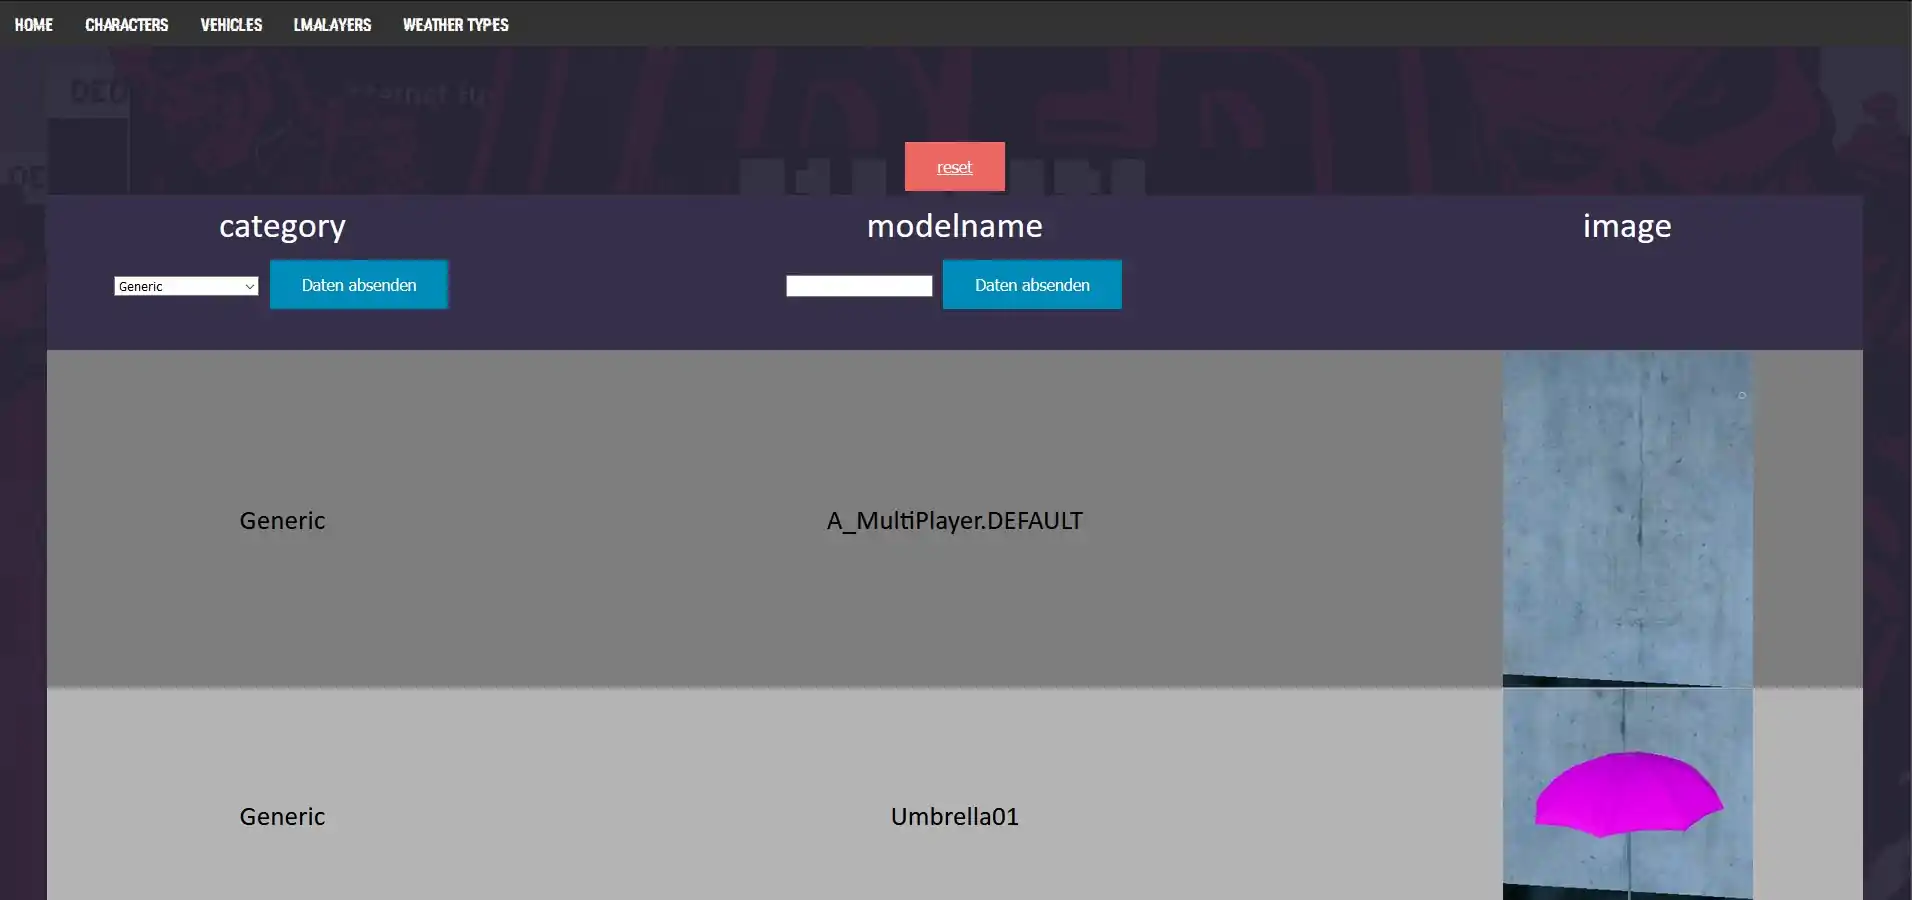 HOME CHARACTERS VEHICLES LMALAYERS WEATHER TYPES
reset
category modelname image
Generic Daten absenden Daten absenden
Generic A_MultiPlayer.DEFAULT
Generic Umbrella01